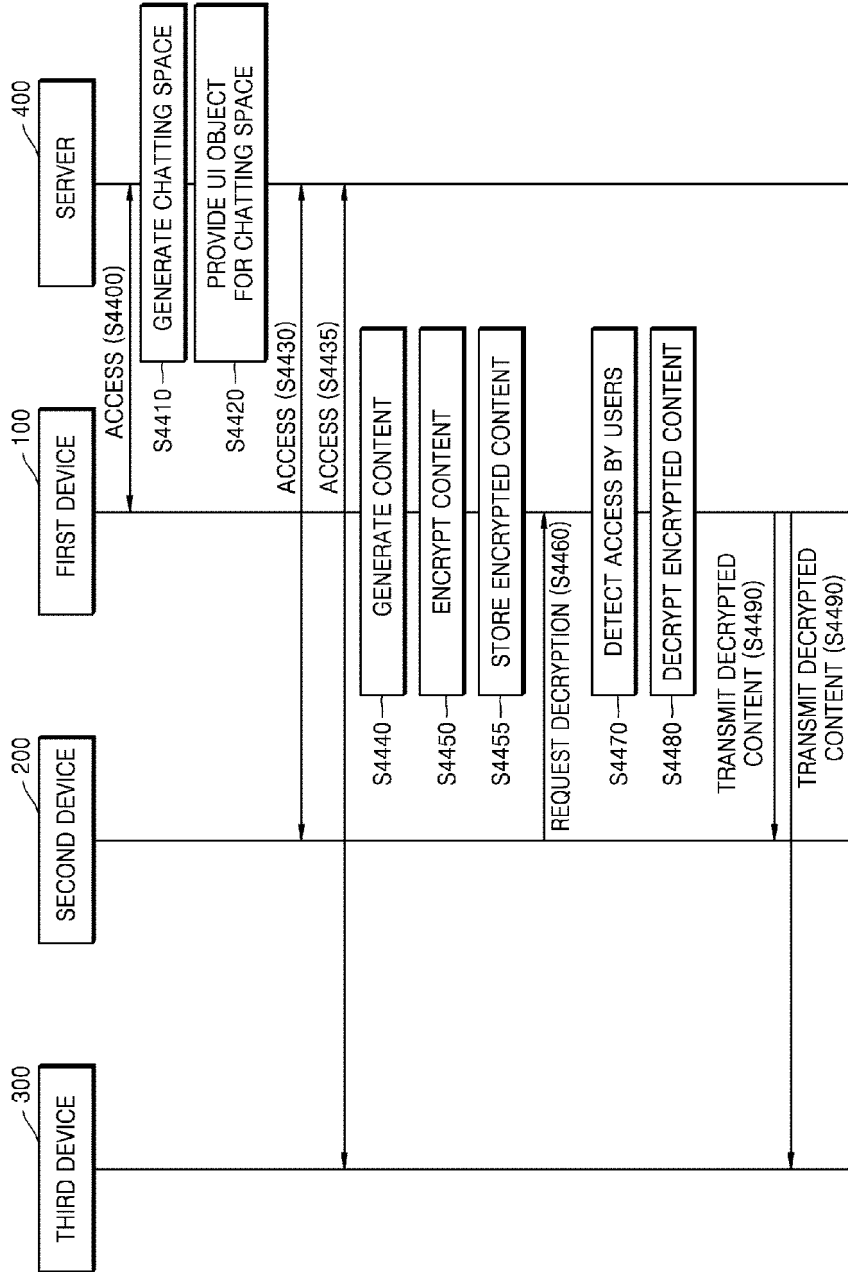 300
THIRD DEVICE
200
SECOND DEVICE
100
FIRST DEVICE
400
SERVER
ACCESS (S4400)
S4410
GENERATE CHATTING SPACE
S4420
PROVIDE UI OBJECT
FOR CHATTING SPACE
ACCESS (S4430)
ACCESS (S4435)
S4440
GENERATE CONTENT
S4450
ENCRYPT CONTENT
S4455
STORE ENCRYPTED CONTENT
REQUEST DECRYPTION (S4460)
S4470
DETECT ACCESS BY USERS
S4480
DECRYPT ENCRYPTED CONTENT
TRANSMIT DECRYPTED
CONTENT (S4490)
TRANSMIT DECRYPTED
CONTENT (S4490)